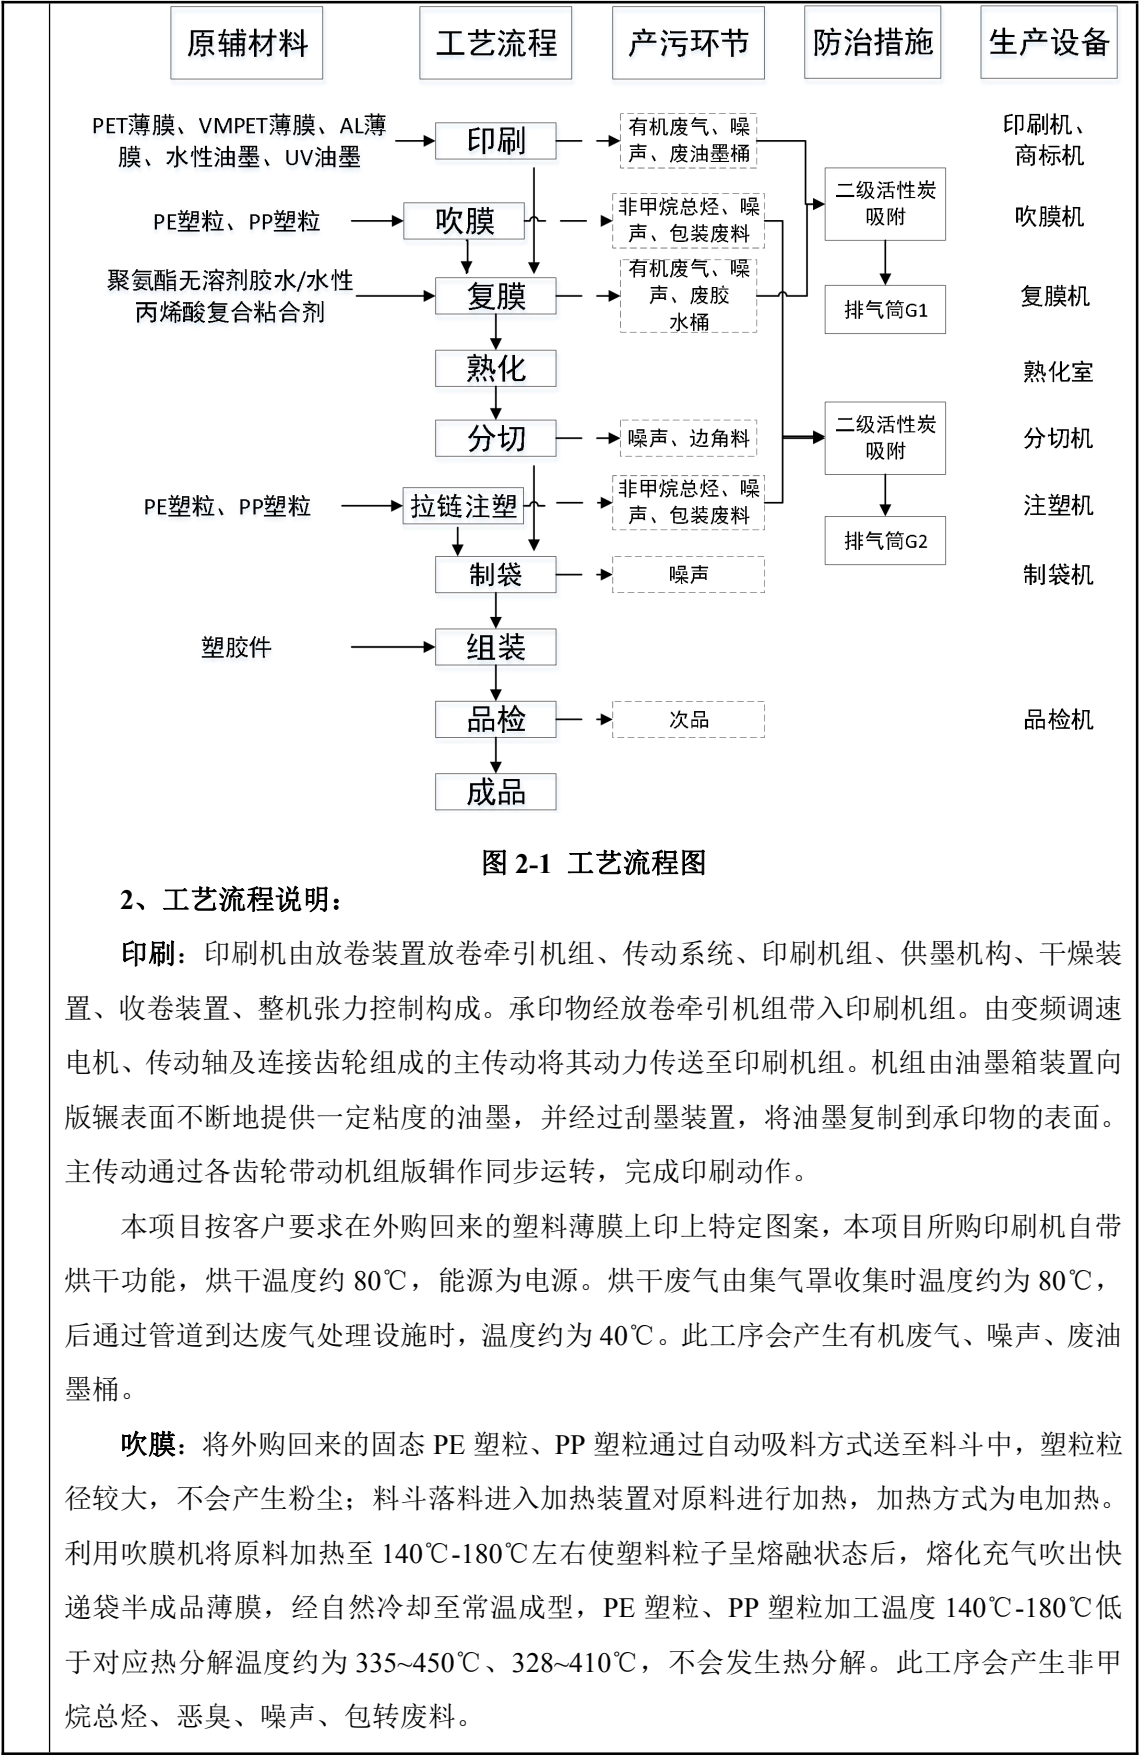 原辅材料
工艺流程
产污环节
防治措施
生产设备
PET薄膜、VMPET薄膜、AL薄
膜、水性油墨、UV油墨
印刷
有机废气、噪
声、废油墨桶
印刷机、
商标机
二级活性炭
吸附
PE塑粒、PP塑粒
吹膜
非甲烷总烃、噪
声、包装废料
吹膜机
聚氨酯无溶剂胶水/水性
丙烯酸复合粘合剂
复膜
有机废气、噪
声、废胶
水桶
排气筒G1
复膜机
熟化
熟化室
分切
噪声、边角料
二级活性炭
吸附
分切机
PE塑粒、PP塑粒
拉链注塑
非甲烷总烃、噪
声、包装废料
注塑机
排气筒G2
制袋
噪声
制袋机
塑胶件
组装
品检
次品
品检机
成品
图 2-1 工艺流程图
2、工艺流程说明：
印刷：印刷机由放卷装置放卷牵引机组、传动系统、印刷机组、供墨机构、干燥装
置、收卷装置、整机张力控制构成。承印物经放卷牵引机组带入印刷机组。由变频调速
电机、传动轴及连接齿轮组成的主传动将其动力传送至印刷机组。机组由油墨箱装置向
版辗表面不断地提供一定粘度的油墨，并经过刮墨装置，将油墨复制到承印物的表面。
主传动通过各齿轮带动机组版辑作同步运转，完成印刷动作。
本项目按客户要求在外购回来的塑料薄膜上印上特定图案，本项目所购印刷机自带
烘干功能，烘干温度约 80℃，能源为电源。烘干废气由集气罩收集时温度约为 80℃，
后通过管道到达废气处理设施时，温度约为 40℃。此工序会产生有机废气、噪声、废油
墨桶。
吹膜：将外购回来的固态 PE 塑粒、PP 塑粒通过自动吸料方式送至料斗中，塑粒粒
径较大，不会产生粉尘；料斗落料进入加热装置对原料进行加热，加热方式为电加热。
利用吹膜机将原料加热至 140℃-180℃左右使塑料粒子呈熔融状态后，熔化充气吹出快
递袋半成品薄膜，经自然冷却至常温成型，PE 塑粒、PP 塑粒加工温度 140℃-180℃低
于对应热分解温度约为 335~450℃、328~410℃，不会发生热分解。此工序会产生非甲
烷总烃、恶臭、噪声、包转废料。